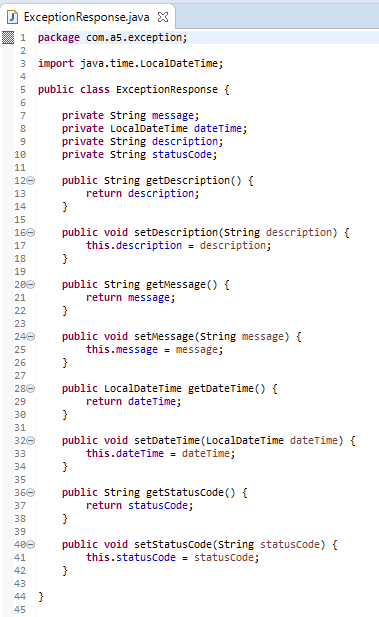 ExceptionResponse.java
1 package com.a5.exception;
2
3 import java.time.LocalDateTime;
4
5 public class ExceptionResponse {
6
7     private String message;
8     private LocalDateTime dateTime;
9     private String description;
10     private String statusCode;
11
12     public String getDescription() {
13         return description;
14     }
15
16     public void setDescription(String description) {
17         this.description = description;
18     }
19
20     public String getMessage() {
21         return message;
22     }
23
24     public void setMessage(String message) {
25         this.message = message;
26     }
27
28     public LocalDateTime getDateTime() {
29         return dateTime;
30     }
31
32     public void setDateTime(LocalDateTime dateTime) {
33         this.dateTime = dateTime;
34     }
35
36     public String getStatusCode() {
37         return statusCode;
38     }
39
40     public void setStatusCode(String statusCode) {
41         this.statusCode = statusCode;
42     }
43
44 }
45